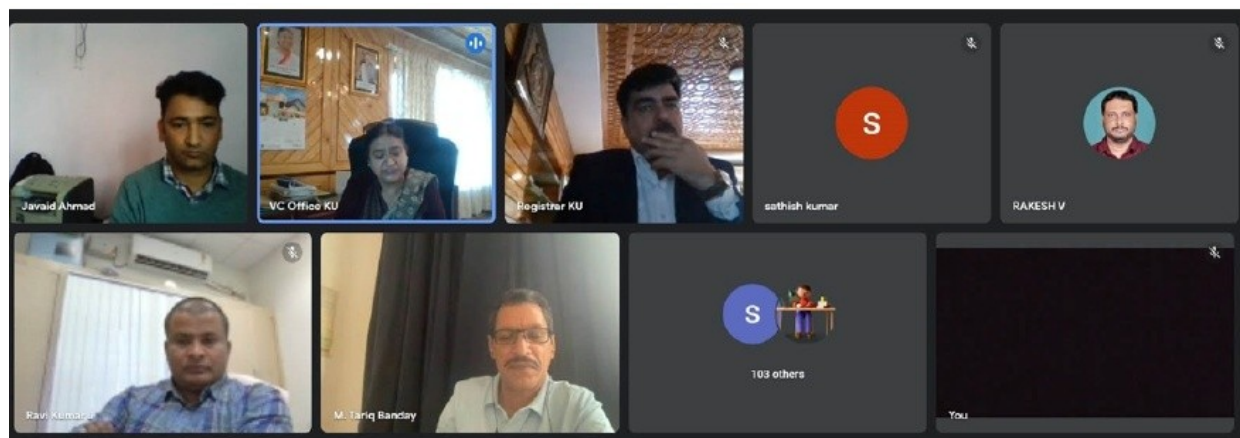 Javaid Ahmad
VC Office KU
Registrar KU
S
sathish kumar
RAKESH V
Ravi Kumar
M. Tariq Banday
S
103 others
You